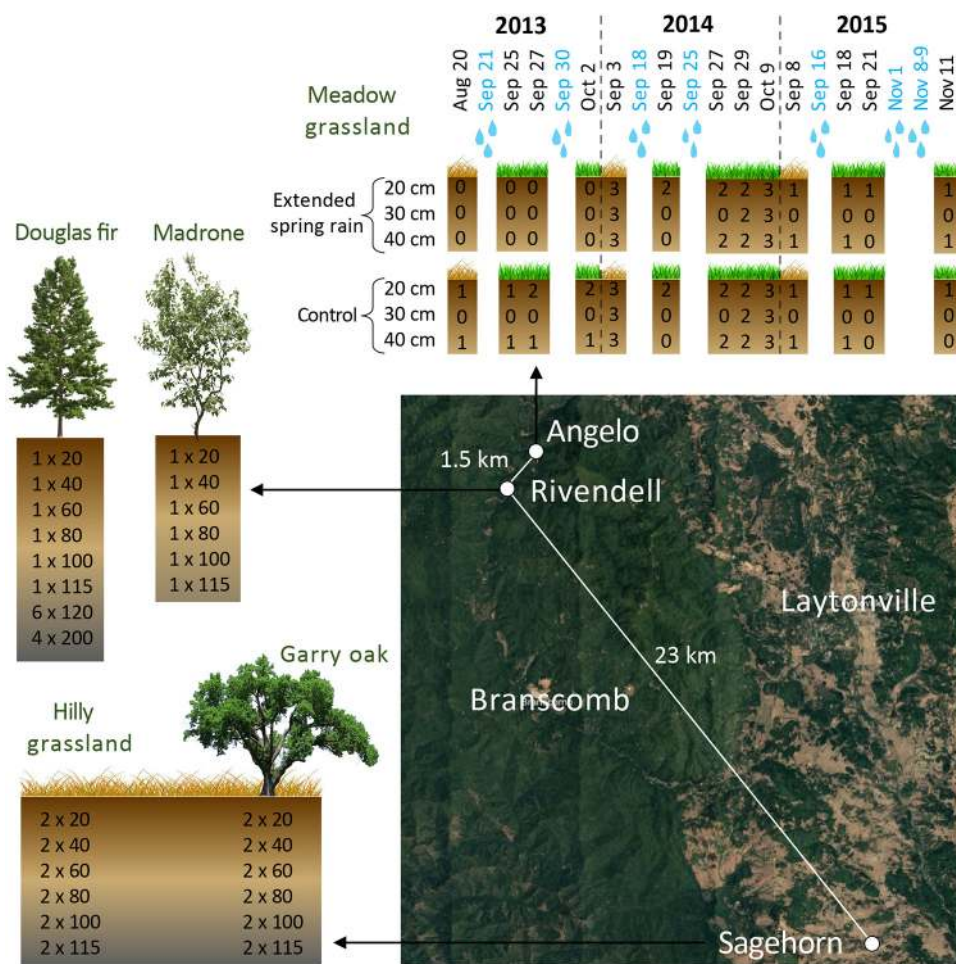 2013 2014 2015
Aug 20 Sep 21 Sep 25 Sep 27 Sep 30 Oct 2 Sep 3 Sep 18 Sep 19 Sep 25 Sep 27 Sep 29 Oct 9 Sep 8 Sep 16 Sep 18 Sep 21 Nov 1 Nov 8-9 Nov 11
Meadow
grassland
Extended
spring rain
20 cm 0 0 0 0 3 2 2 2 3 1 1 1 1
30 cm 0 0 0 0 3 0 0 2 3 0 0 0 0
40 cm 0 0 0 0 3 0 2 2 3 1 1 0 1
Control
20 cm 1 1 2 2 3 2 2 2 3 1 1 1 1
30 cm 0 0 0 0 3 0 0 2 3 0 0 0 0
40 cm 1 1 1 1 3 0 2 2 3 1 1 0 1
Douglas fir
1 x 20
1 x 40
1 x 60
1 x 80
1 x 100
1 x 115
6 x 120
4 x 200
Madrone
1 x 20
1 x 40
1 x 60
1 x 80
1 x 100
1 x 115
Angelo
1.5 km
Rivendell
Laytonville
23 km
Branscomb
Sagehorn
Hilly
grassland
Garry oak
2 x 20 2 x 20
2 x 40 2 x 40
2 x 60 2 x 60
2 x 80 2 x 80
2 x 100 2 x 100
2 x 115 2 x 115